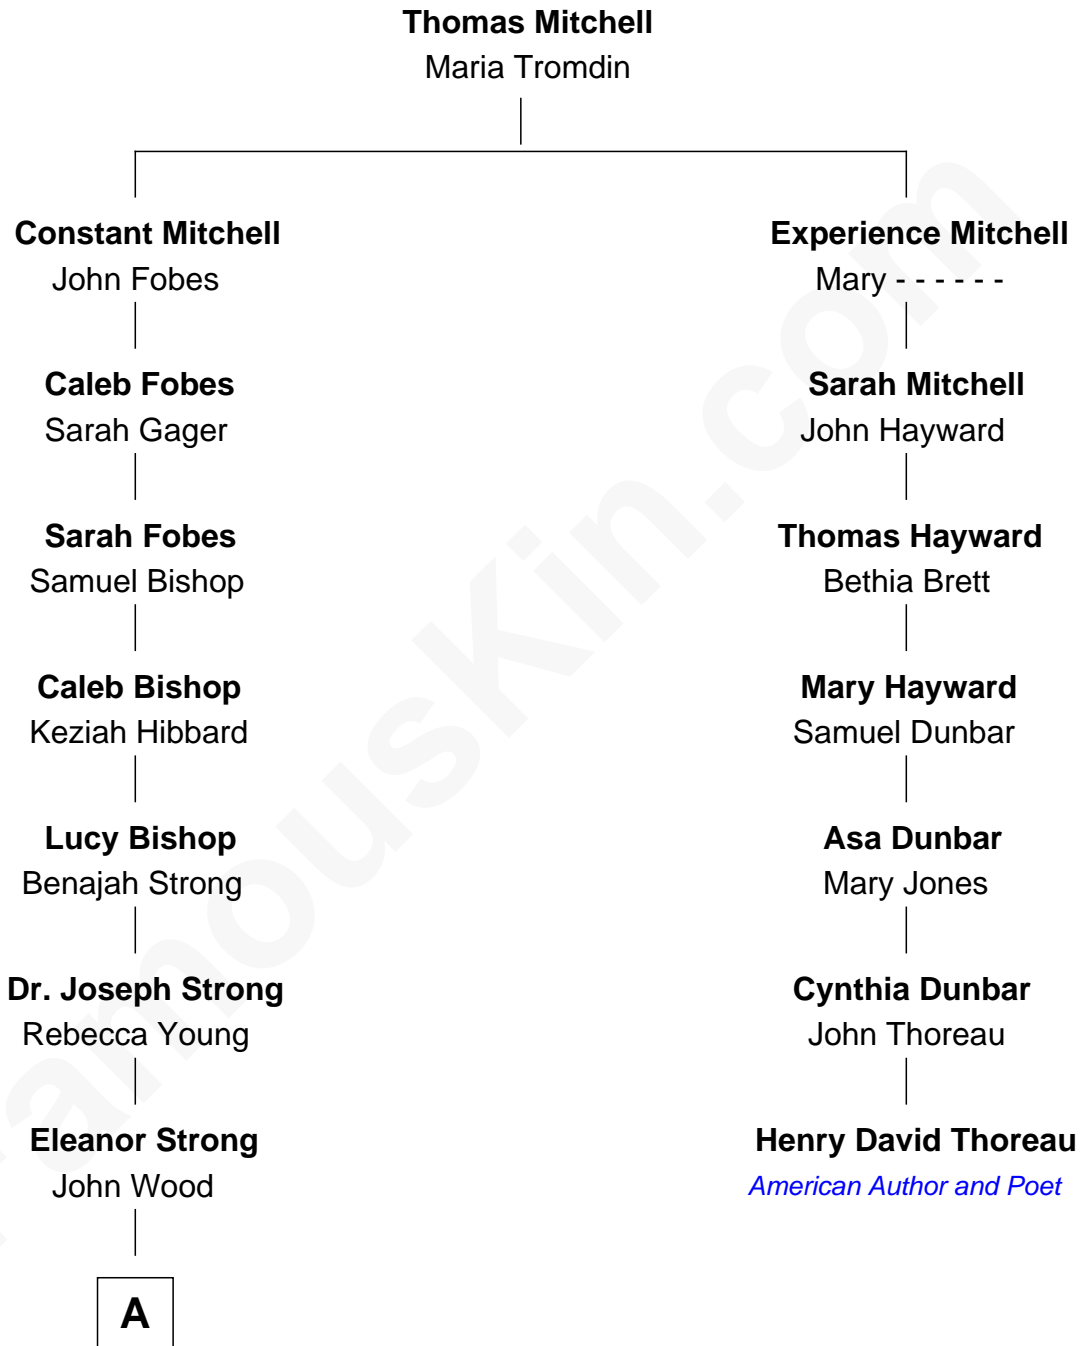 Thomas Mitchell
Maria Tromdin
Constant Mitchell
John Fobes
Caleb Fobes
Sarah Gager
Sarah Fobes
Samuel Bishop
Caleb Bishop
Keziah Hibbard
Lucy Bishop
Benajah Strong
Dr. Joseph Strong
Rebecca Young
Eleanor Strong
John Wood
A
Experience Mitchell
Mary - - - - - -
Sarah Mitchell
John Hayward
Thomas Hayward
Bethia Brett
Mary Hayward
Samuel Dunbar
Asa Dunbar
Mary Jones
Cynthia Dunbar
John Thoreau
Henry David Thoreau
American Author and Poet
FamousKin.com